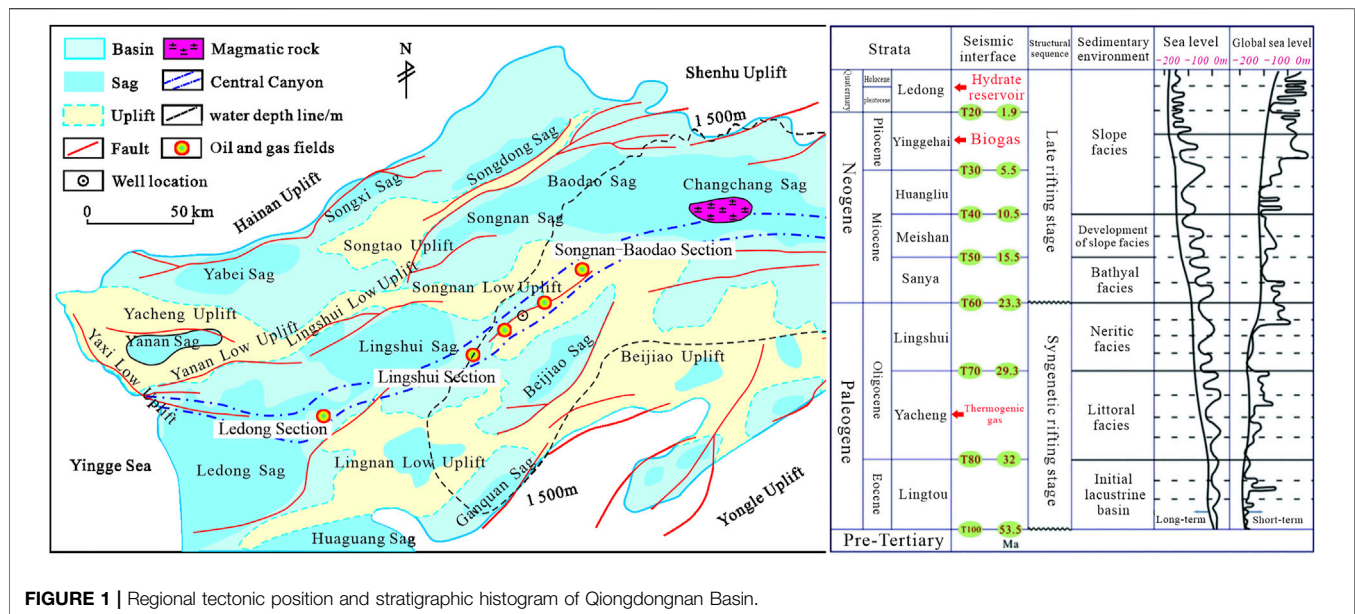 Basin
Magmatic rock
Sag
Central Canyon
Uplift
water depth line/m
Fault
Oil and gas fields
Well location
0 50 km
N
Shenhu Uplift
1 500m
Hainan Uplift
Songxi Sag
Songdong Sag
Baodao Sag
Changchang Sag
Songnan Sag
Songtao Uplift
Songnan-Baodao Section
Yabei Sag
Songnan Low Uplift
Lingshui Low Uplift
Yacheng Uplift
Yanan Sag
Yanan Low Uplift
Yaxi Low Uplift
Lingshui Sag
Lingshui Section
Beijiao Sag
Beijiao Uplift
Ledong Section
Yingge Sea
Ledong Sag
Lingnan Low Uplift
Ganquan Sag
1 500m
Yongle Uplift
Huaguang Sag
Strata
Seismic
interface
Structural
sequence
Sedimentary
environment
Sea level
-200 -100 0m
Global sea level
-200 -100 0m
Quaternary
Holocene
pleistocene
Ledong
Hydrate
reservoir
T20 1.9
Neogene
Pliocene
Yinggehai
Biogas
T30 5.5
Miocene
Huangliu
T40 10.5
Meishan
T50 15.5
Sanya
T60 23.3
Late rifting stage
Slope
facies
Development
of slope facies
Bathyal
facies
Paleogene
Oligocene
Lingshui
T70 29.3
Yacheng
Thermogenic
gas
T80 32
Eocene
Lingtou
T100 53.5
Ma
Syngenetic rifting stage
Neritic
facies
Littoral
facies
Initial
lacustrine
basin
Long-term
Short-term
Pre-Tertiary
FIGURE 1 | Regional tectonic position and stratigraphic histogram of Qiongdongnan Basin.